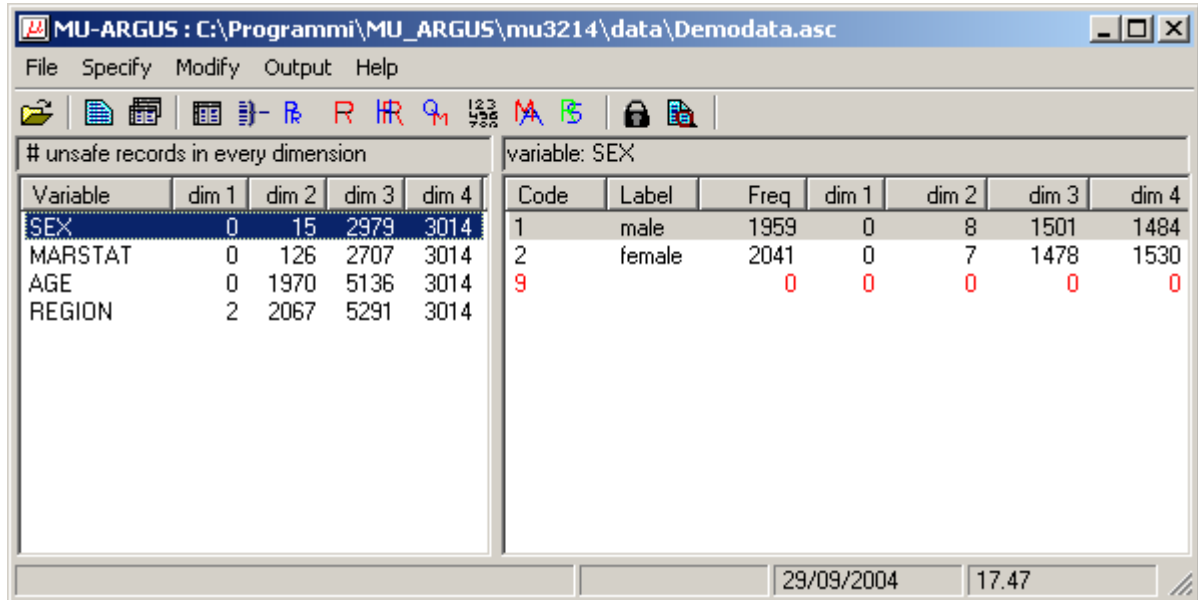 MU-ARGUS : C:\Programmi\MU_ARGUS\mu3214\data\Demodata.asc
File Specify Modify Output Help
# unsafe records in every dimension
Variable dim 1 dim 2 dim 3 dim 4
SEX 0 15 2979 3014
MARSTAT 0 126 2707 3014
AGE 0 1970 5136 3014
REGION 2 2067 5291 3014
variable: SEX
Code Label Freq dim 1 dim 2 dim 3 dim 4
1 male 1959 0 8 1501 1484
2 female 2041 0 7 1478 1530
9 0 0 0 0 0
29/09/2004 17.47